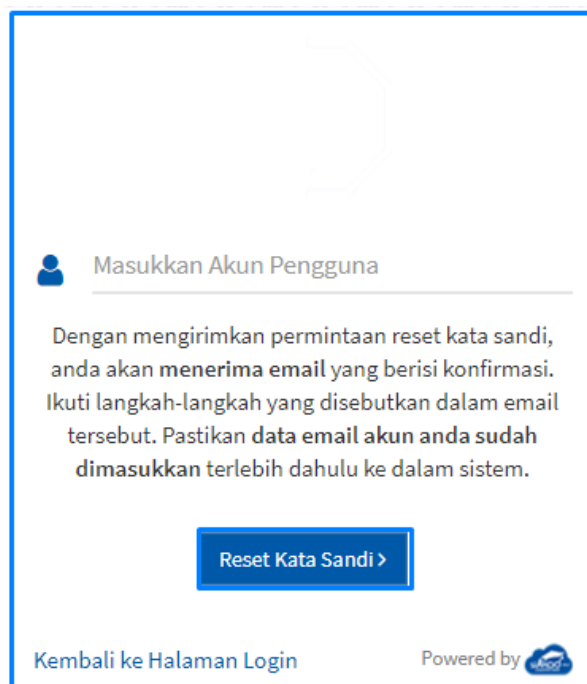 Masukkan Akun Pengguna
Dengan mengirimkan permintaan reset kata sandi,
anda akan menerima email yang berisi konfirmasi.
Ikuti langkah-langkah yang disebutkan dalam email
tersebut. Pastikan data email akun anda sudah
dimasukkan terlebih dahulu ke dalam sistem.
Reset Kata Sandi >
Kembali ke Halaman Login
Powered by